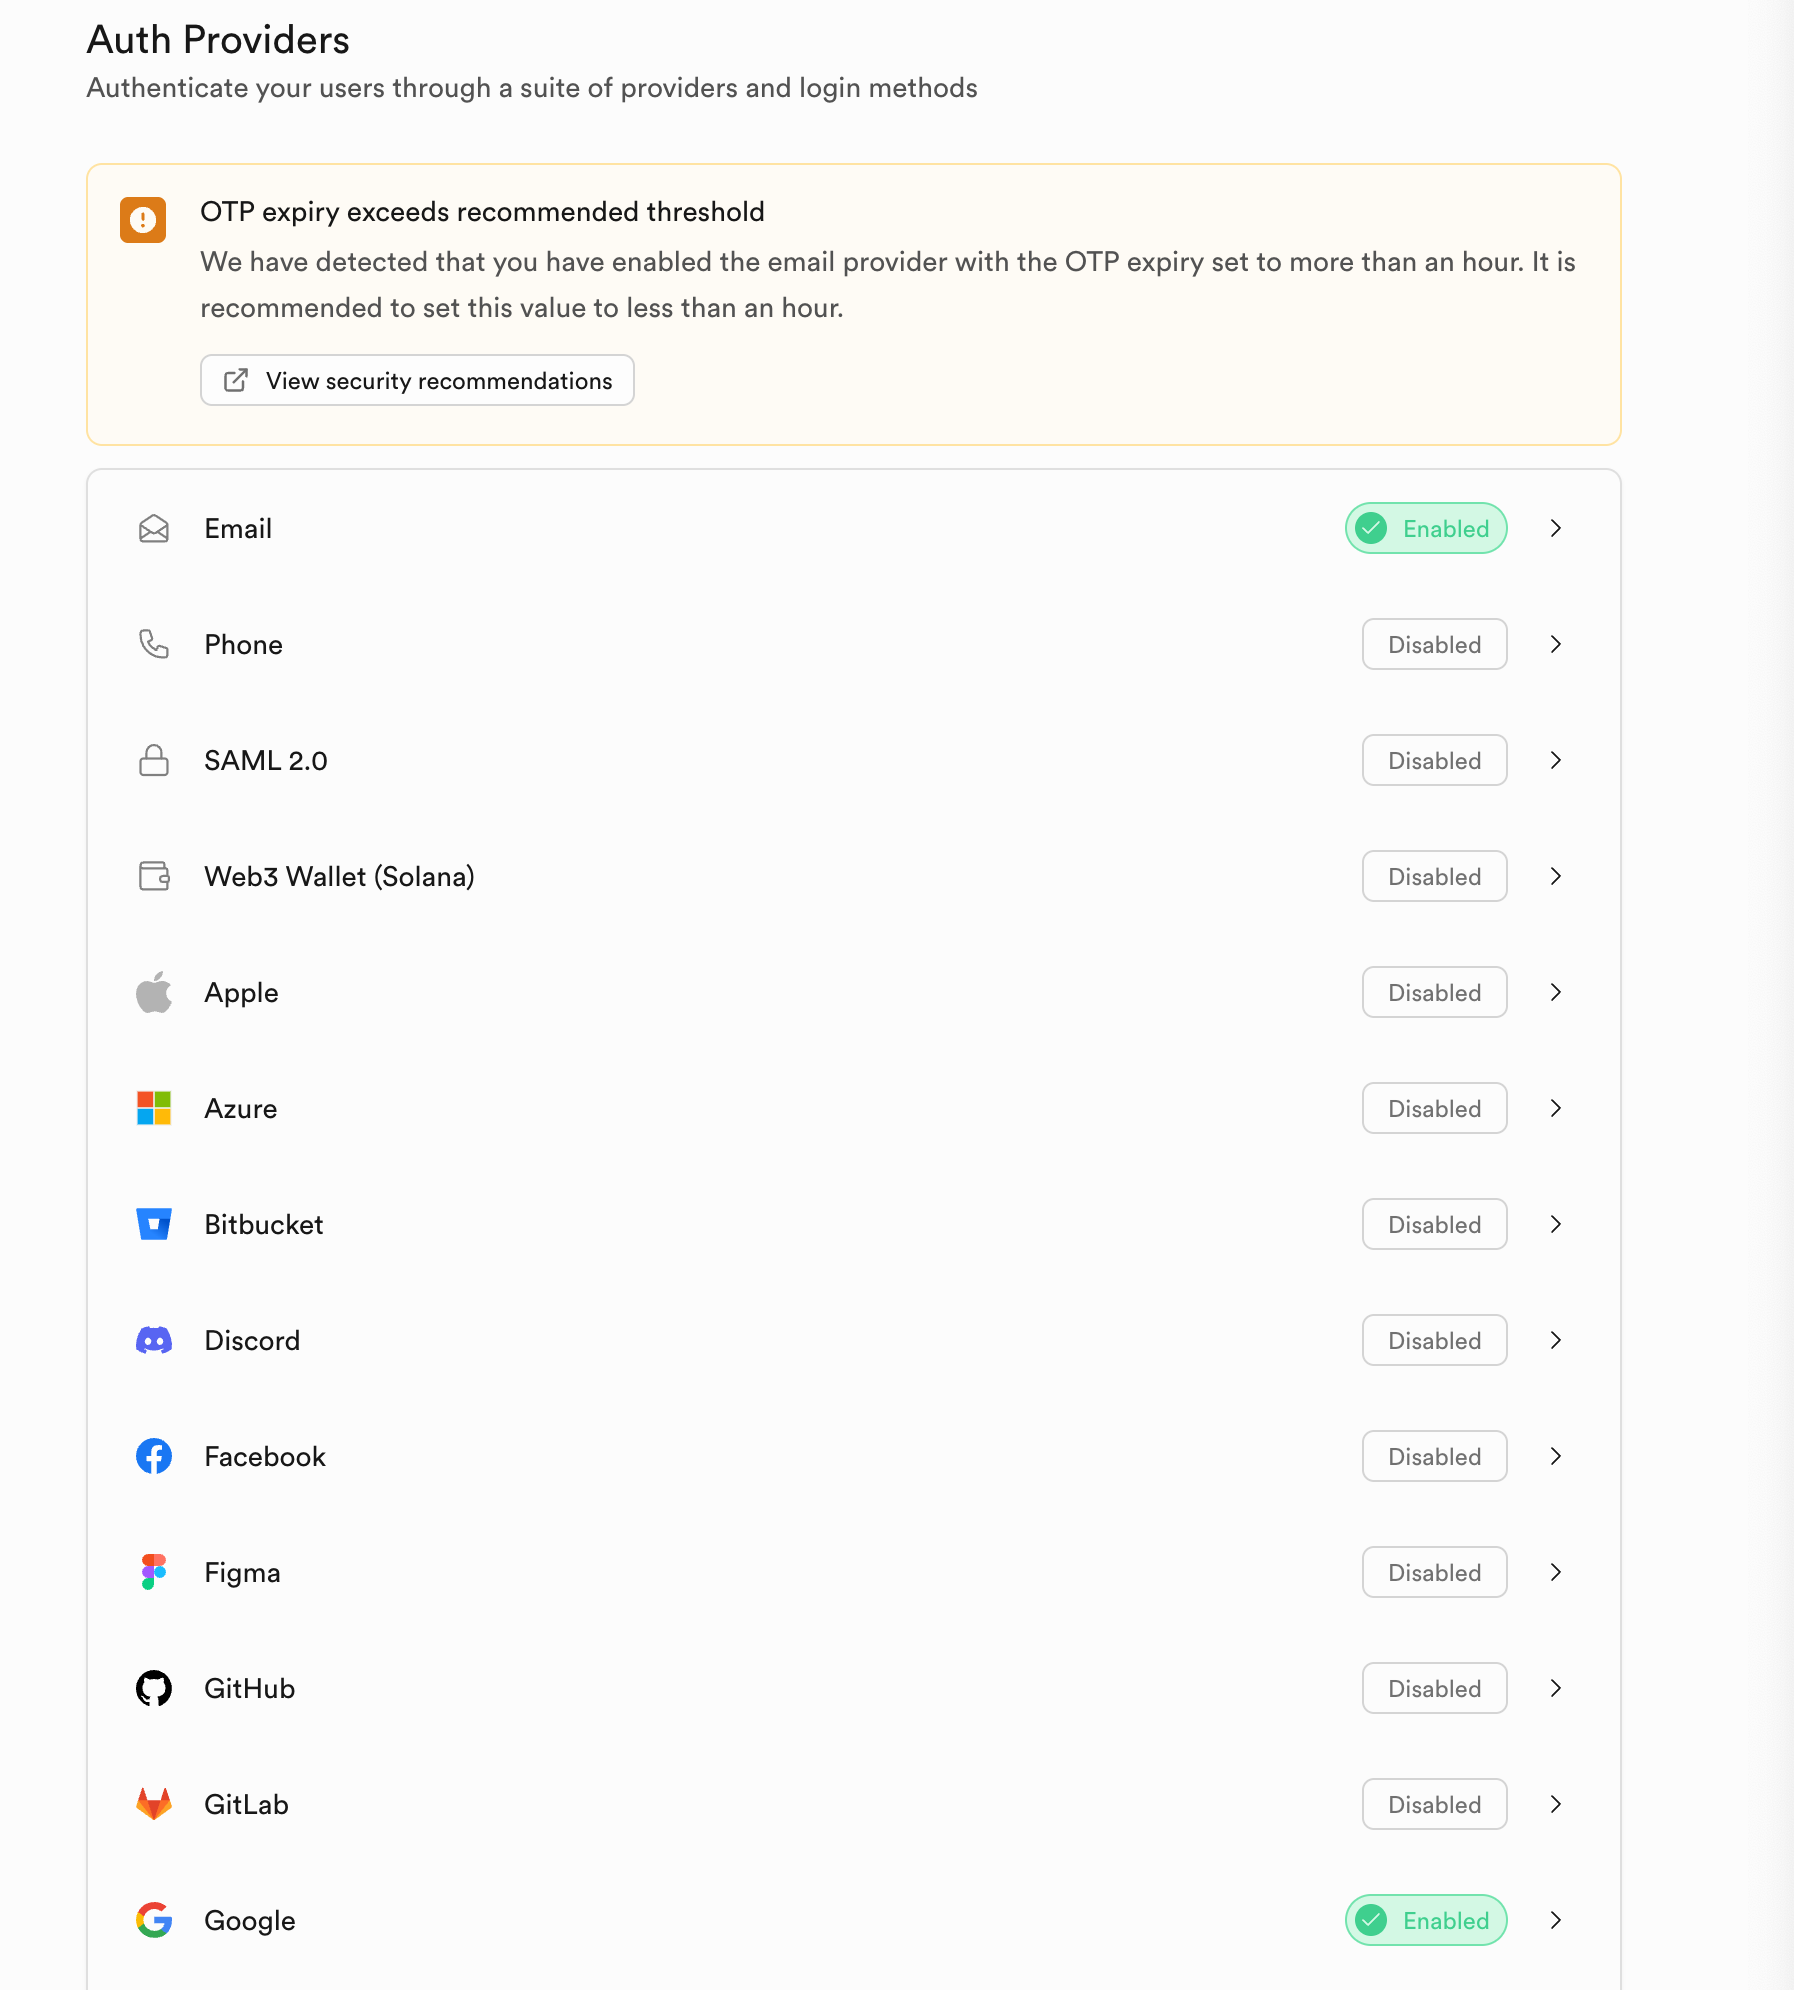 Auth Providers
Authenticate your users through a suite of providers and login methods
OTP expiry exceeds recommended threshold
We have detected that you have enabled the email provider with the OTP expiry set to more than an hour. It is
recommended to set this value to less than an hour.
View security recommendations
Email Enabled
Phone Disabled
SAML 2.0 Disabled
Web3 Wallet (Solana) Disabled
Apple Disabled
Azure Disabled
Bitbucket Disabled
Discord Disabled
Facebook Disabled
Figma Disabled
GitHub Disabled
GitLab Disabled
Google Enabled